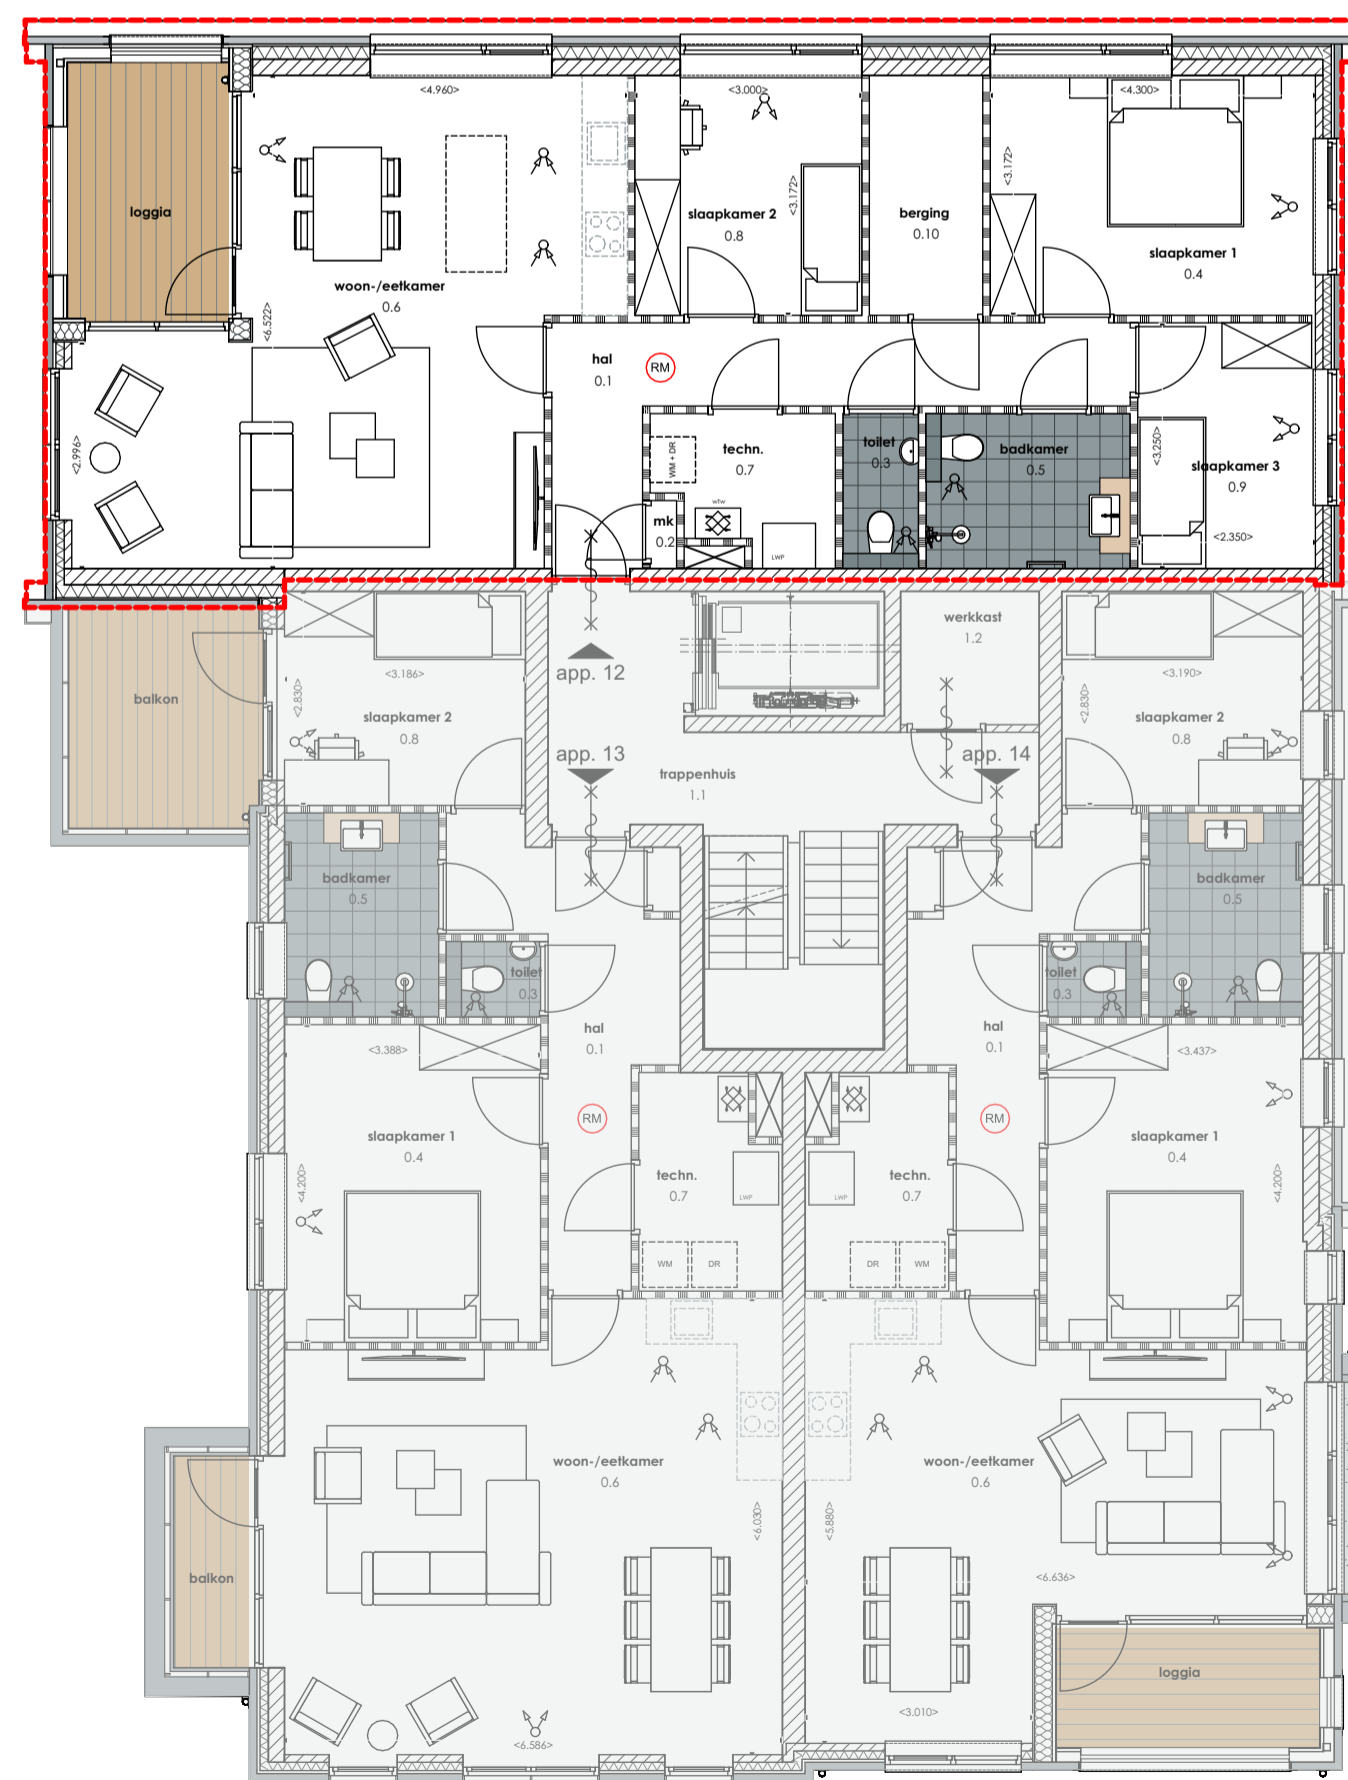 <4.960>
<3.000>
<4.300>
loggia
woon-/eetkamer
0.6
<6.522>
slaapkamer 2
0.8
<3.172>
berging
0.10
<3.172>
slaapkamer 1
0.4
hal
0.1
RM
<2.996>
WM + DR
techn.
0.7
wtw
LWP
mk
0.2
toilet
0.3
badkamer
0.5
<3.250>
slaapkamer 3
0.9
<2.350>
balkon
<3.186>
<2.830>
slaapkamer 2
0.8
app. 12
app. 13
trappenhuis
1.1
werkkast
1.2
app. 14
<3.190>
<2.830>
slaapkamer 2
0.8
badkamer
0.5
toilet
0.3
hal
0.1
RM
<3.388>
slaapkamer 1
0.4
<4.200>
techn.
0.7
LWP
WM
DR
badkamer
0.5
toilet
0.3
hal
0.1
RM
<3.437>
slaapkamer 1
0.4
<4.200>
techn.
0.7
LWP
DR
WM
woon-/eetkamer
0.6
<6.030>
<6.586>
balkon
woon-/eetkamer
0.6
<5.880>
<6.636>
<3.010>
loggia